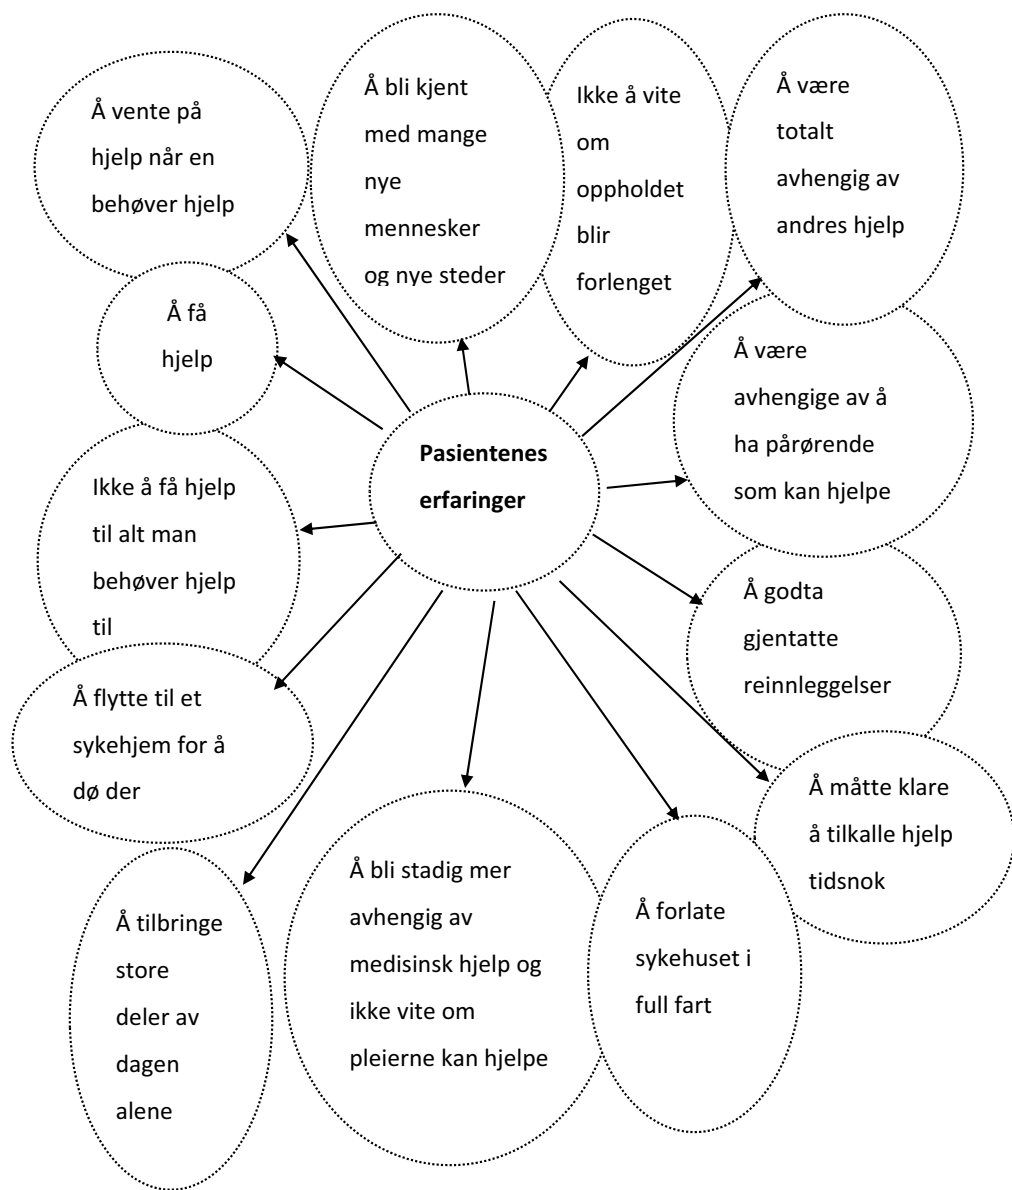 Å vente på
hjelp når en
behøver hjelp
Å bli kjent
med mange
nye
mennesker
og nye steder
Ikke å vite
om
oppholdet
blir
forlenget
Å være
totalt
avhengig av
andres hjelp
Å få
hjelp
Å være
avhengige av å
ha pårørende
som kan hjelpe
Pasientenes
erfaringer
Ikke å få hjelp
til alt man
behøver hjelp
til
Å godta
gjentatte
reinnleggelser
Å flytte til et
sykehjem for å
dø der
Å måtte klare
å tilkalle hjelp
tidsnok
Å tilbringe
store
deler av
dagen
alene
Å bli stadig mer
avhengig av
medisinsk hjelp og
ikke vite om
pleierne kan hjelpe
Å forlate
sykehuset i
full fart